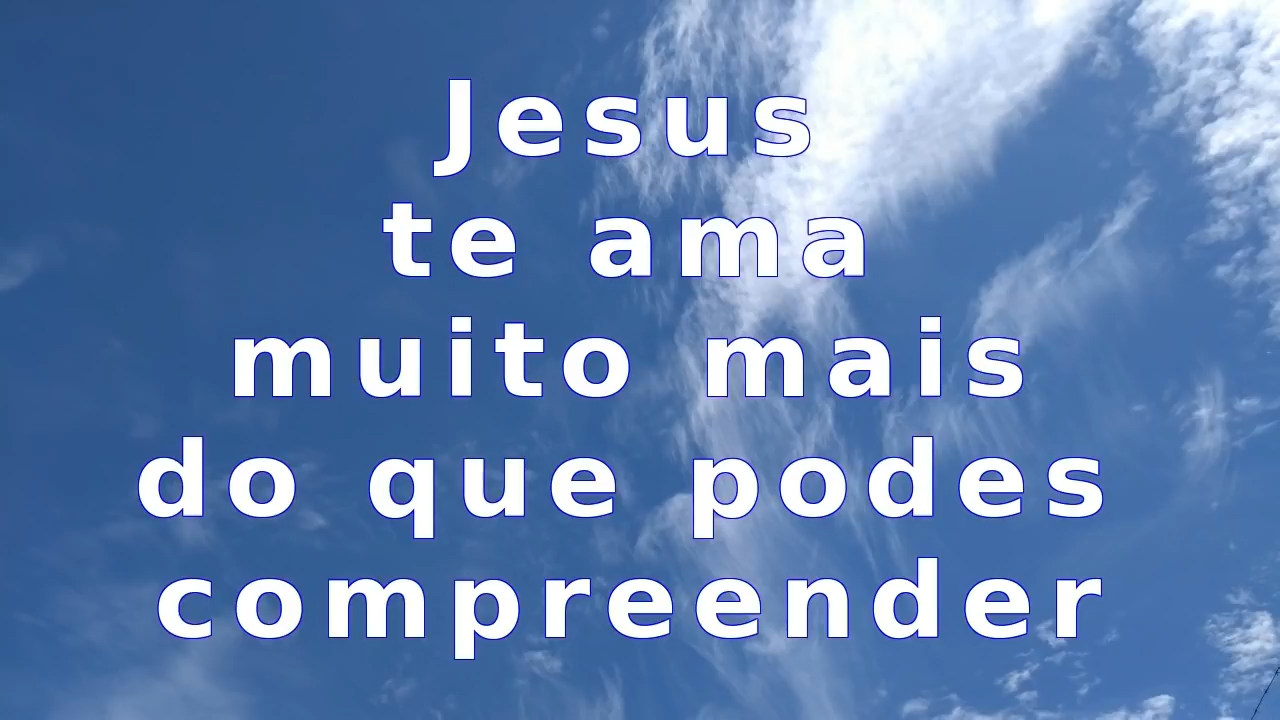 Jesus
te ama
muito mais
do que podes
compreender